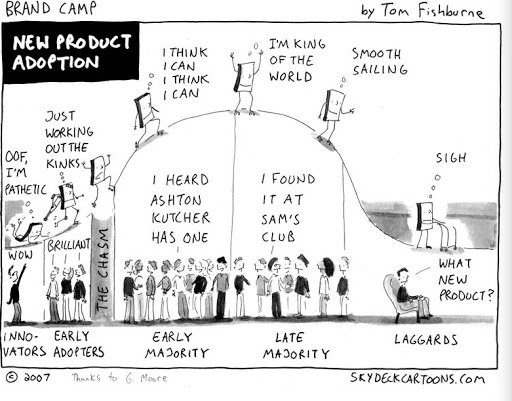 BRAND CAMP
by Tom Fishburne
NEW PRODUCT
ADOPTION
OOF,
I'M
PATHETIC
JUST
WORKING
OUT THE
KINKS
I THINK
I CAN
I THINK
I CAN
I'M KING
OF THE
WORLD
SMOOTH
SAILING
SIGH
WOW
BRILLIANT
THE CHASM
I HEARD
ASHTON
KUTCHER
HAS ONE
I FOUND
IT AT
SAM'S
CLUB
WHAT
NEW
PRODUCT?
INNO-
VATORS
EARLY
ADOPTERS
EARLY
MAJORITY
LATE
MAJORITY
LAGGARDS
© 2007
Thanks to G. Moore
SKYDECKCARTOONS.COM